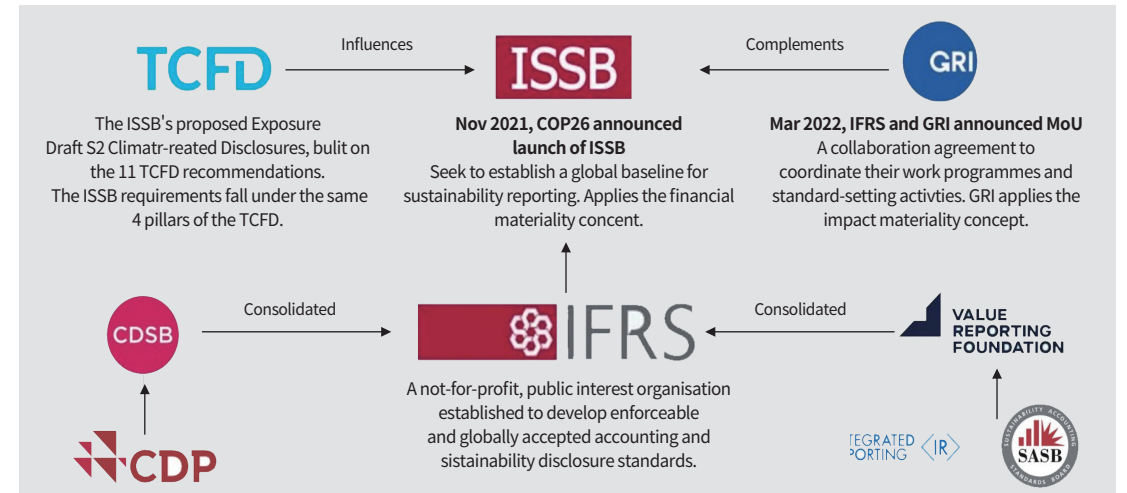 TCFD
Influences
ISSB
Complements
GRI
The ISSB's proposed Exposure
Draft S2 Climatr-reated Disclosures, bulit on
the 11 TCFD recommendations.
The ISSB requirements fall under the same
4 pillars of the TCFD.
Nov 2021, COP26 announced
launch of ISSB
Seek to establish a global baseline for
sustainability reporting. Applies the financial
materiality concent.
Mar 2022, IFRS and GRI announced MoU
A collaboration agreement to
coordinate their work programmes and
standard-setting activties. GRI applies the
impact materiality concept.
CDSB
Consolidated
IFRS
Consolidated
VALUE
REPORTING
FOUNDATION
A not-for-profit, public interest organisation
established to develop enforceable
and globally accepted accounting and
sistainability disclosure standards.
CDP
TEGRATED
PORTING
<IR>
SUSTAINABILITY ACCOUNTING
SASB
STANDARDS BOARD